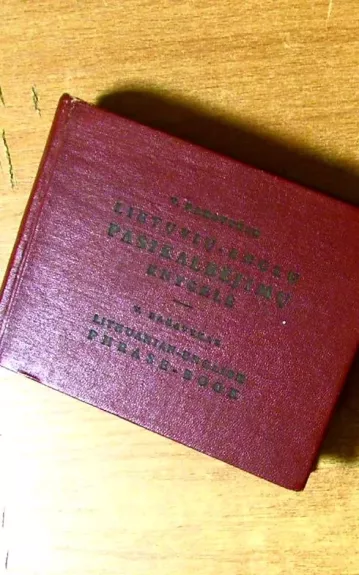 LIETUVIŲ-ANGLŲ
PASIKALBĖJIMŲ
KNYGELĖ
LITHUANIAN-ENGLISH
PHRASE-BOOK